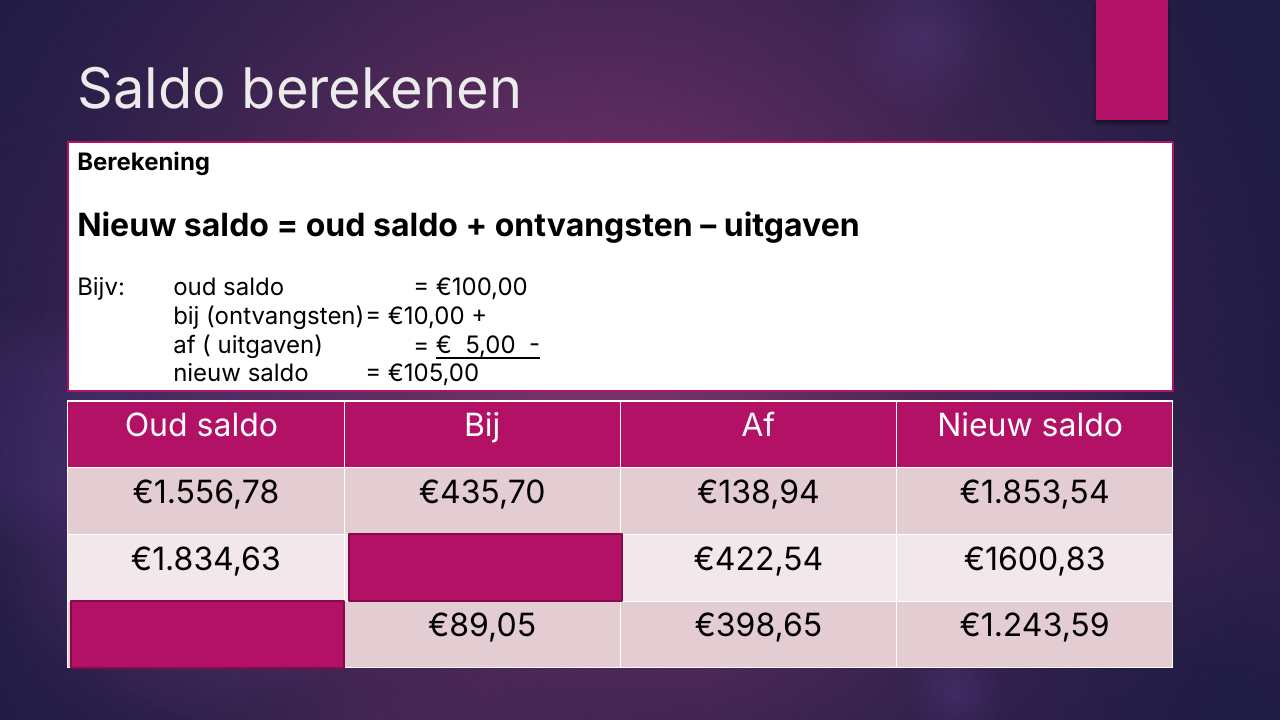 Saldo berekenen
Berekening
Nieuw saldo = oud saldo + ontvangsten – uitgaven
Bijv: oud saldo = €100,00
bij (ontvangsten) = €10,00 +
af ( uitgaven) = €  5,00  -
nieuw saldo = €105,00
Oud saldo Bij Af Nieuw saldo
€1.556,78 €435,70 €138,94 €1.853,54
€1.834,63 €422,54 €1600,83
€89,05 €398,65 €1.243,59